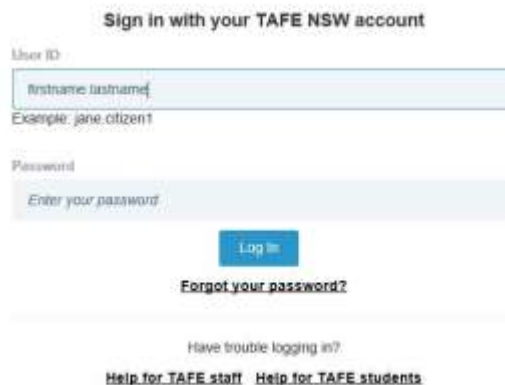 Sign in with your TAFE NSW account
User ID
firstname.lastname
Example: jane.citizen1
Password
Enter your password
Log In
Forgot your password?
Have trouble logging in?
Help for TAFE staff Help for TAFE students